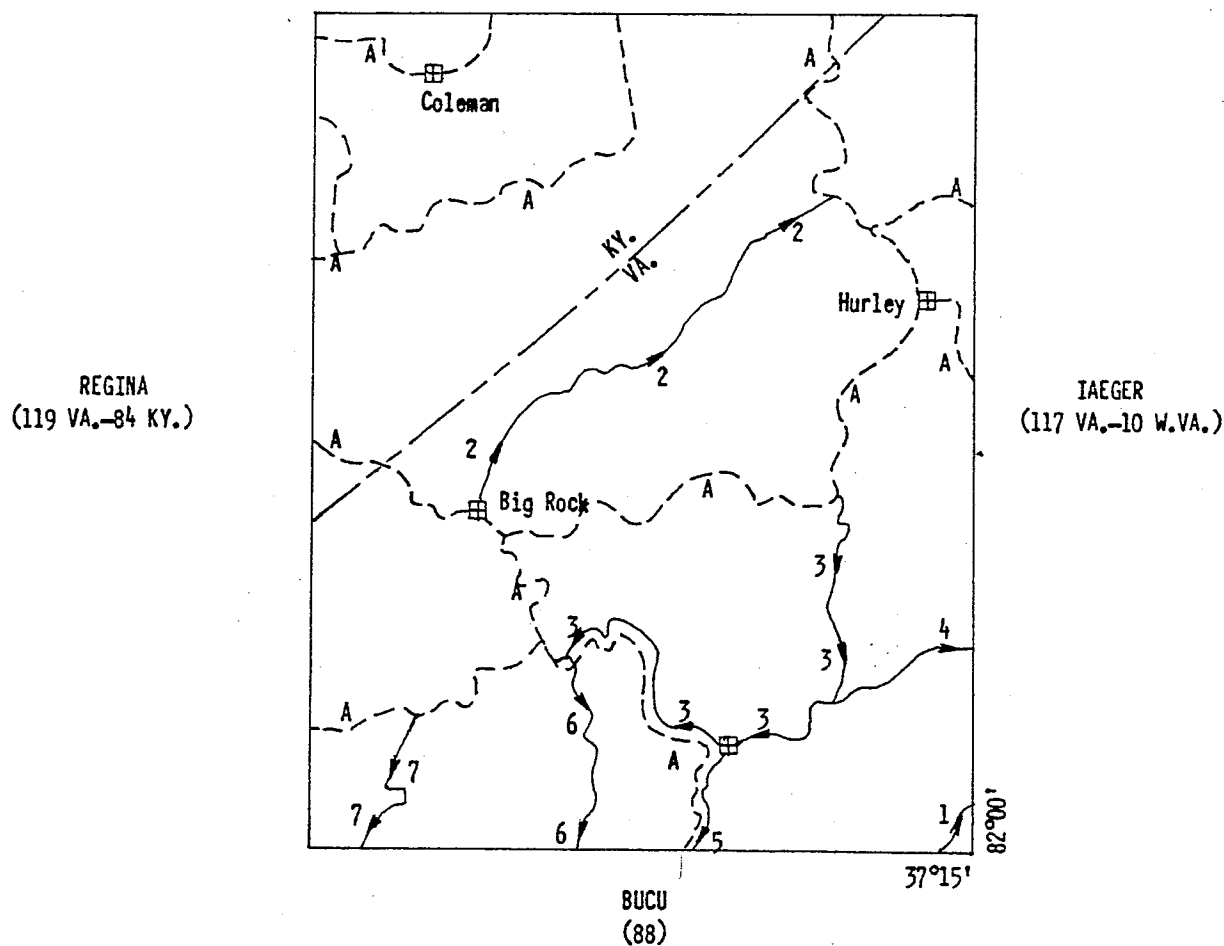 A
Coleman
A
A
A
A
KY.
VA.
2
Hurley
A
2
A
REGINA
(119 VA.-84 KY.)
IAEGER
(117 VA.-10 W.VA.)
A
2
Big Rock
A
3
A
3
4
3
A
6
3
3
A
7
7
6
5
1
82°00'
37°15'
BUCU
(88)